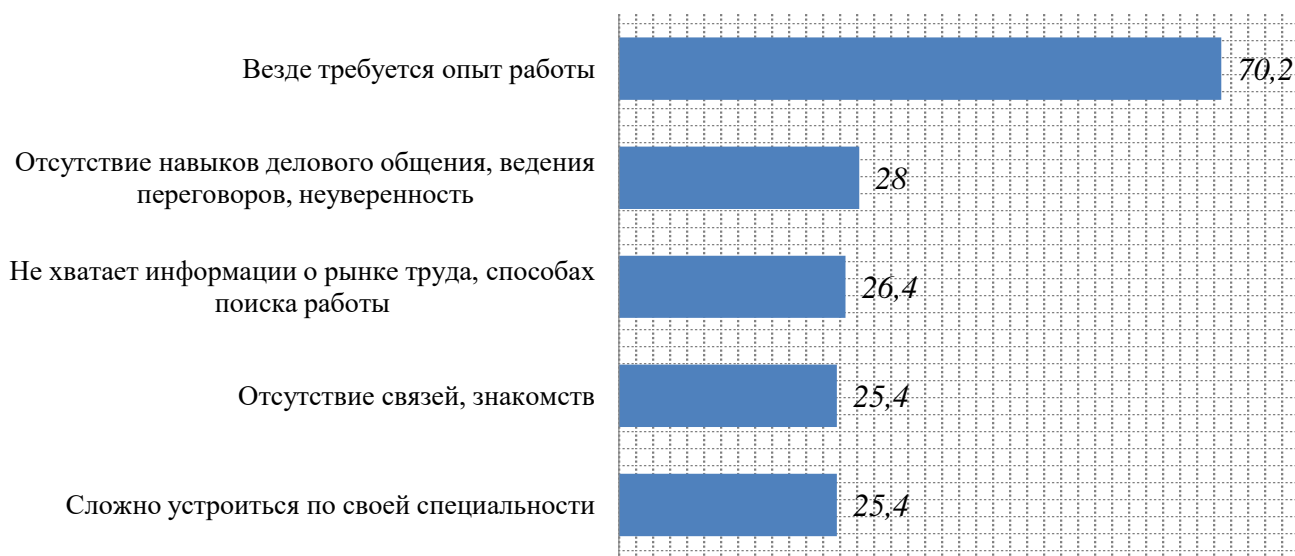 Везде требуется опыт работы
70,2
Отсутствие навыков делового общения, ведения
переговоров, неуверенность
28
Не хватает информации о рынке труда, способах
поиска работы
26,4
Отсутствие связей, знакомств
25,4
Сложно устроиться по своей специальности
25,4